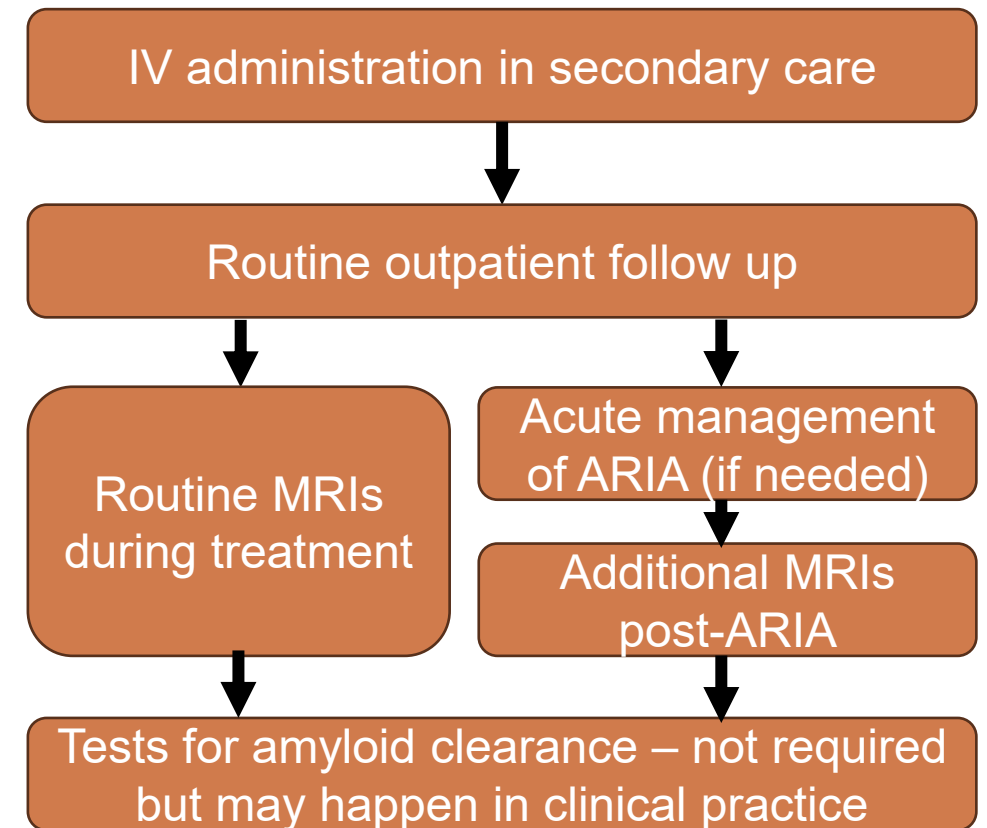 IV administration in secondary care
Routine outpatient follow up
Routine MRIs
during treatment
Acute management
of ARIA (if needed)
Additional MRIs
post-ARIA
Tests for amyloid clearance – not required
but may happen in clinical practice